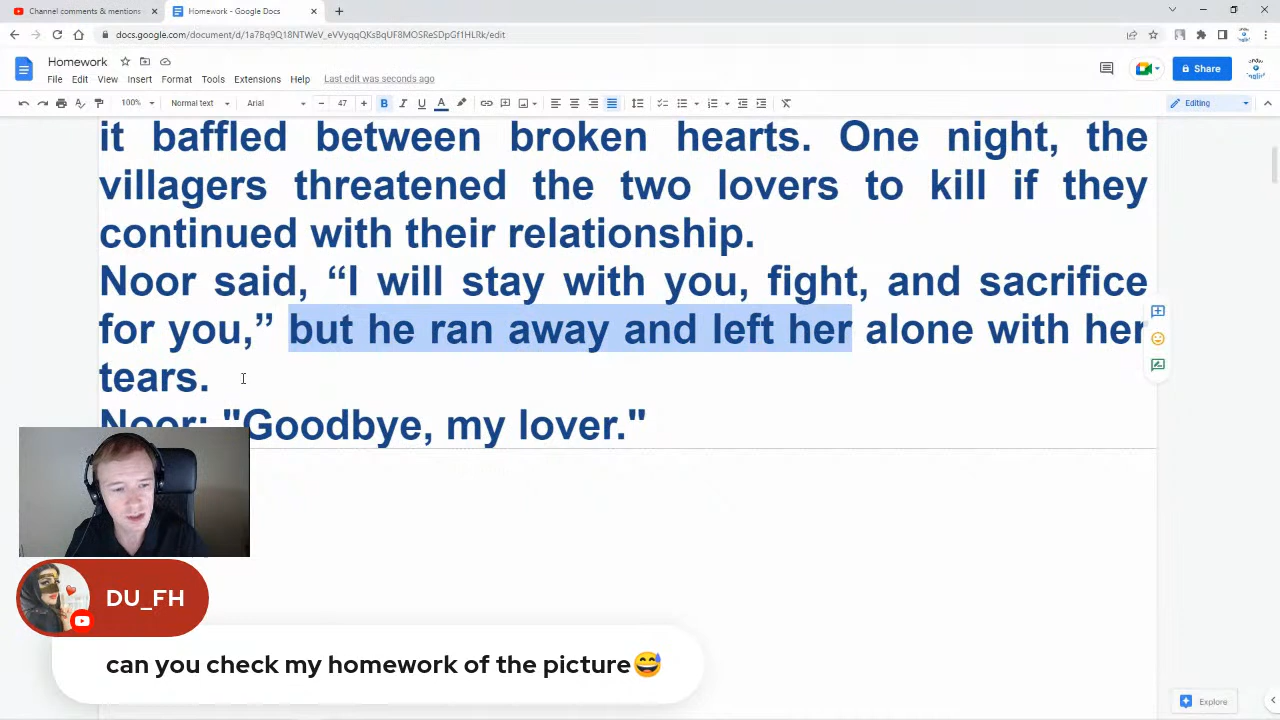 Channel comments & mentions
Homework - Google Docs
docs.google.com/document/d/1a7Bq9Q18NTWeV_eVVyqqQKsBqUF8MOSReSDpGf1HLRk/edit
Homework
File Edit View Insert Format Tools Extensions Help Last edit was seconds ago
Share
100% Normal text Arial 47 B I U A Editing
it baffled between broken hearts. One night, the
villagers threatened the two lovers to kill if they
continued with their relationship.
Noor said, “I will stay with you, fight, and sacrifice
for you,” but he ran away and left her alone with her
tears.
Noor: "Goodbye, my lover."
DU_FH
can you check my homework of the picture😅
Explore